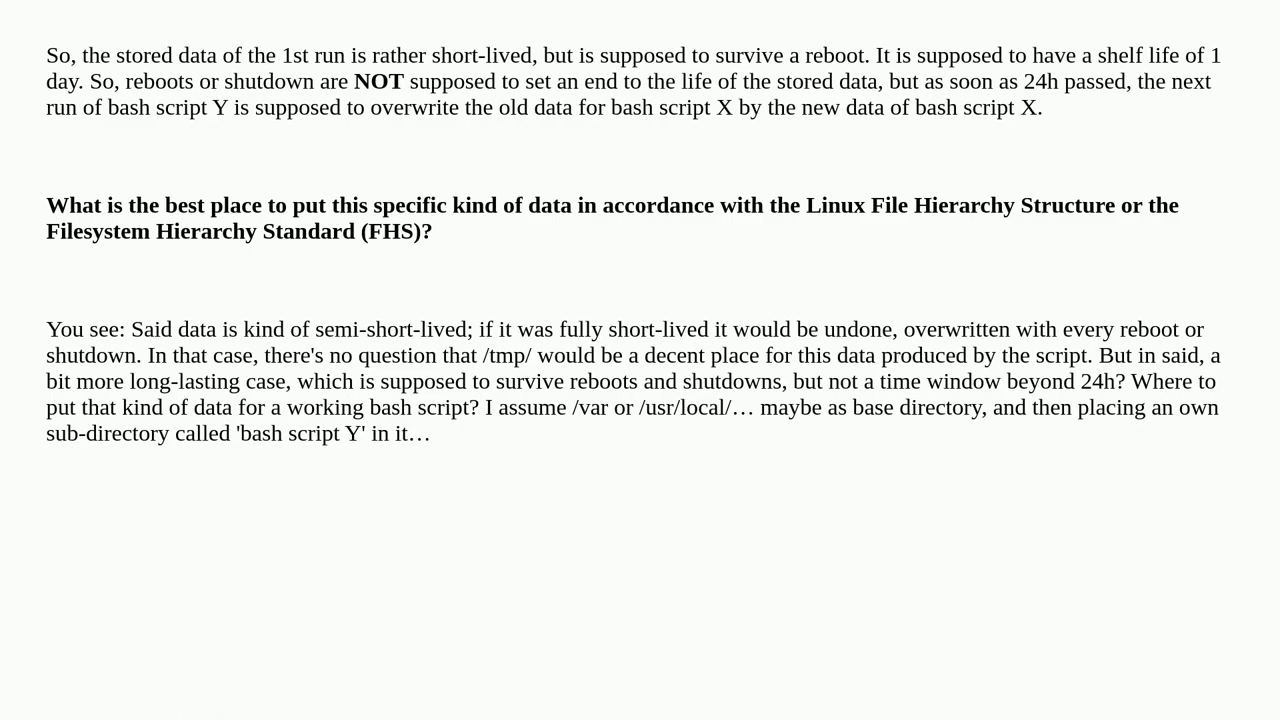 So, the stored data of the 1st run is rather short-lived, but is supposed to survive a reboot. It is supposed to have a shelf life of 1
day. So, reboots or shutdown are NOT supposed to set an end to the life of the stored data, but as soon as 24h passed, the next
run of bash script Y is supposed to overwrite the old data for bash script X by the new data of bash script X.
What is the best place to put this specific kind of data in accordance with the Linux File Hierarchy Structure or the
Filesystem Hierarchy Standard (FHS)?
You see: Said data is kind of semi-short-lived; if it was fully short-lived it would be undone, overwritten with every reboot or
shutdown. In that case, there's no question that /tmp/ would be a decent place for this data produced by the script. But in said, a
bit more long-lasting case, which is supposed to survive reboots and shutdowns, but not a time window beyond 24h? Where to
put that kind of data for a working bash script? I assume /var or /usr/local/… maybe as base directory, and then placing an own
sub-directory called 'bash script Y' in it…